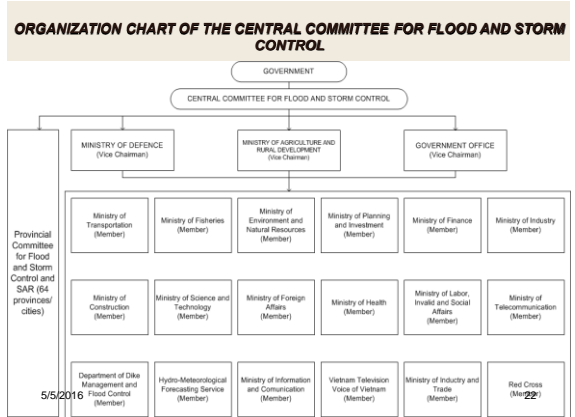 ORGANIZATION CHART OF THE CENTRAL COMMITTEE FOR FLOOD AND STORM
CONTROL
GOVERNMENT
CENTRAL COMMITTEE FOR FLOOD AND STORM CONTROL
MINISTRY OF DEFENCE
(Vice Chairman)
MINISTRY OF AGRICULTURE AND
RURAL DEVELOPMENT
(Vice Chairman)
GOVERNMENT OFFICE
(Vice Chairman)
Provincial
Committee
for Flood
and Storm
Control and
SAR (64
provinces/
cities)
Ministry of
Transportation
(Member)
Ministry of Fisheries
(Member)
Ministry of
Environment and
Natural Resources
(Member)
Ministry of Planning
and Investment
(Member)
Ministry of Finance
(Member)
Ministry of Industry
(Member)
Ministry of
Construction
(Member)
Ministry of Science and
Technology
(Member)
Ministry of Foreign
Affairs
(Member)
Ministry of Health
(Member)
Ministry of Labor,
Invalid and Social
Affairs
(Member)
Ministry of
Telecommunication
(Member)
Department of Dike
Management and
Flood Control
(Member)
Hydro-Meteorological
Forecasting Service
(Member)
Ministry of Information
and Comunication
(Member)
Vietnam Television
Voice of Vietnam
(Member)
Ministry of Inductry and
Trade
(Member)
Red Cross
(Member)
5/5/2016
22